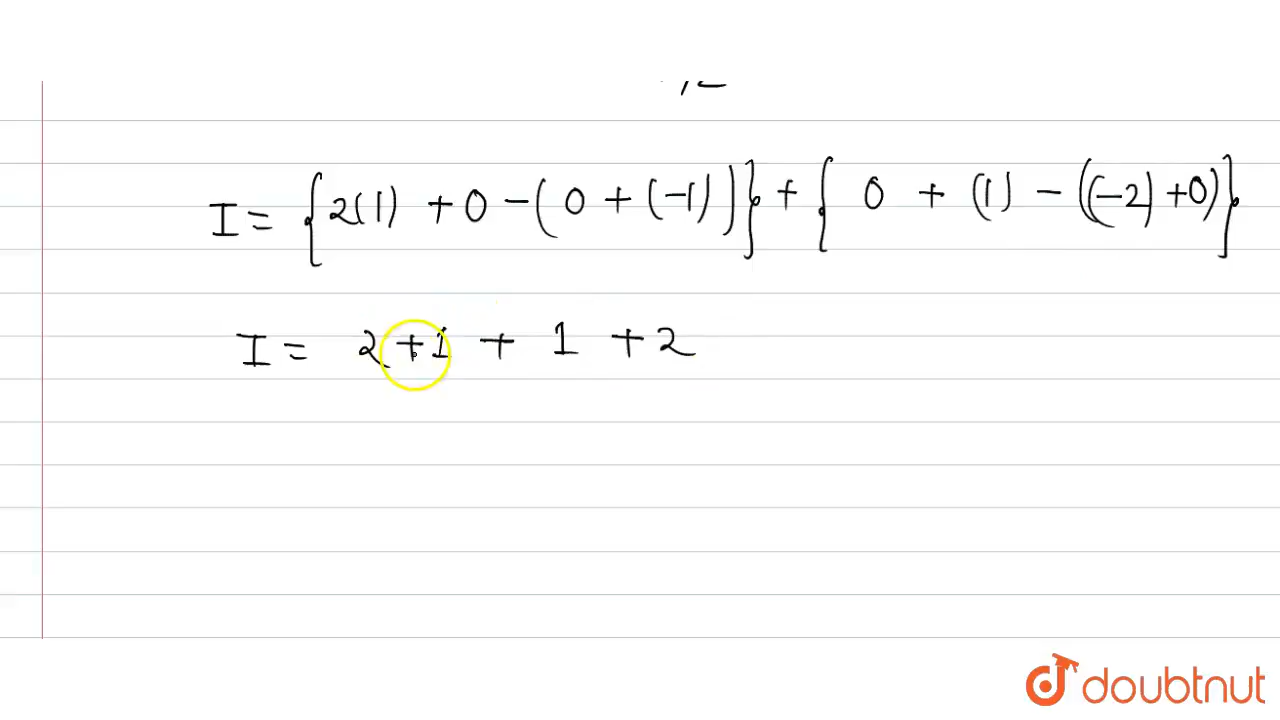 I = {2(1) + 0 - (0 + (-1))} + {0 + (1) - ((-2) + 0)}
I = 2 + 1 + 1 + 2
doubtnut